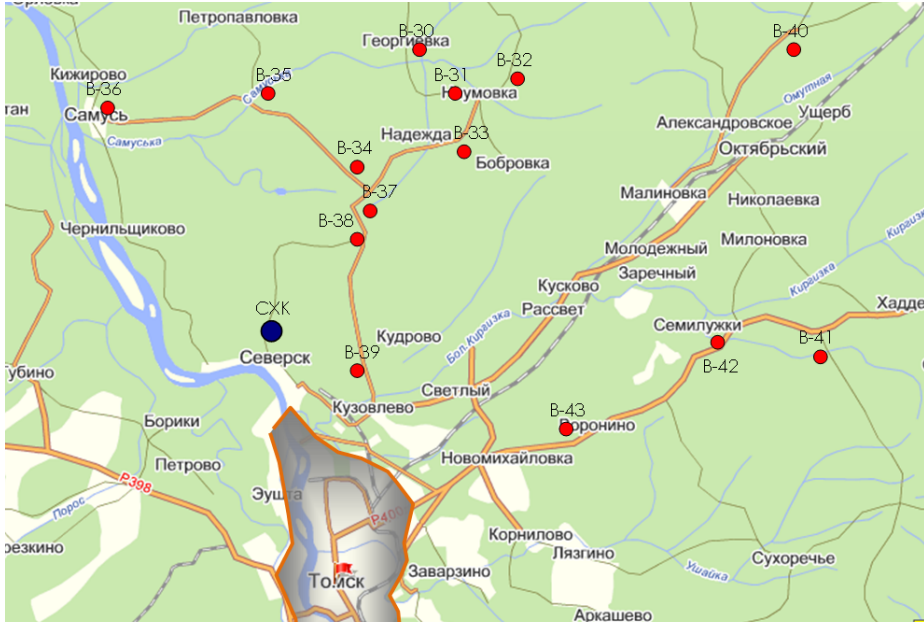 Петропавловка
В-30
Георгиевка
В-40
В-32
Кижирово
В-35
В-31
Наумовка
В-36
Самусь
Самуська
Омутная
Ущерб
Александровское
Надежда
В-33
Октябрьский
Бобровка
В-34
В-37
Малиновка
Николаевка
В-38
Чернильщиково
Молодежный
Милоновка
Заречный
Киргизка
Кусково
СХК
Рассвет
Хадде
Кудрово
Бол. Киргизка
Семилужки
Северск
В-39
В-42
В-41
Губино
Светлый
Кузовлево
Борики
В-43
Воронино
Петрово
Новомихайловка
Р398
Эушта
Порос
Р400
резкино
Корнилово
Лязгино
Сухоречье
Ушайка
Томск
Заварзино
Аркашево